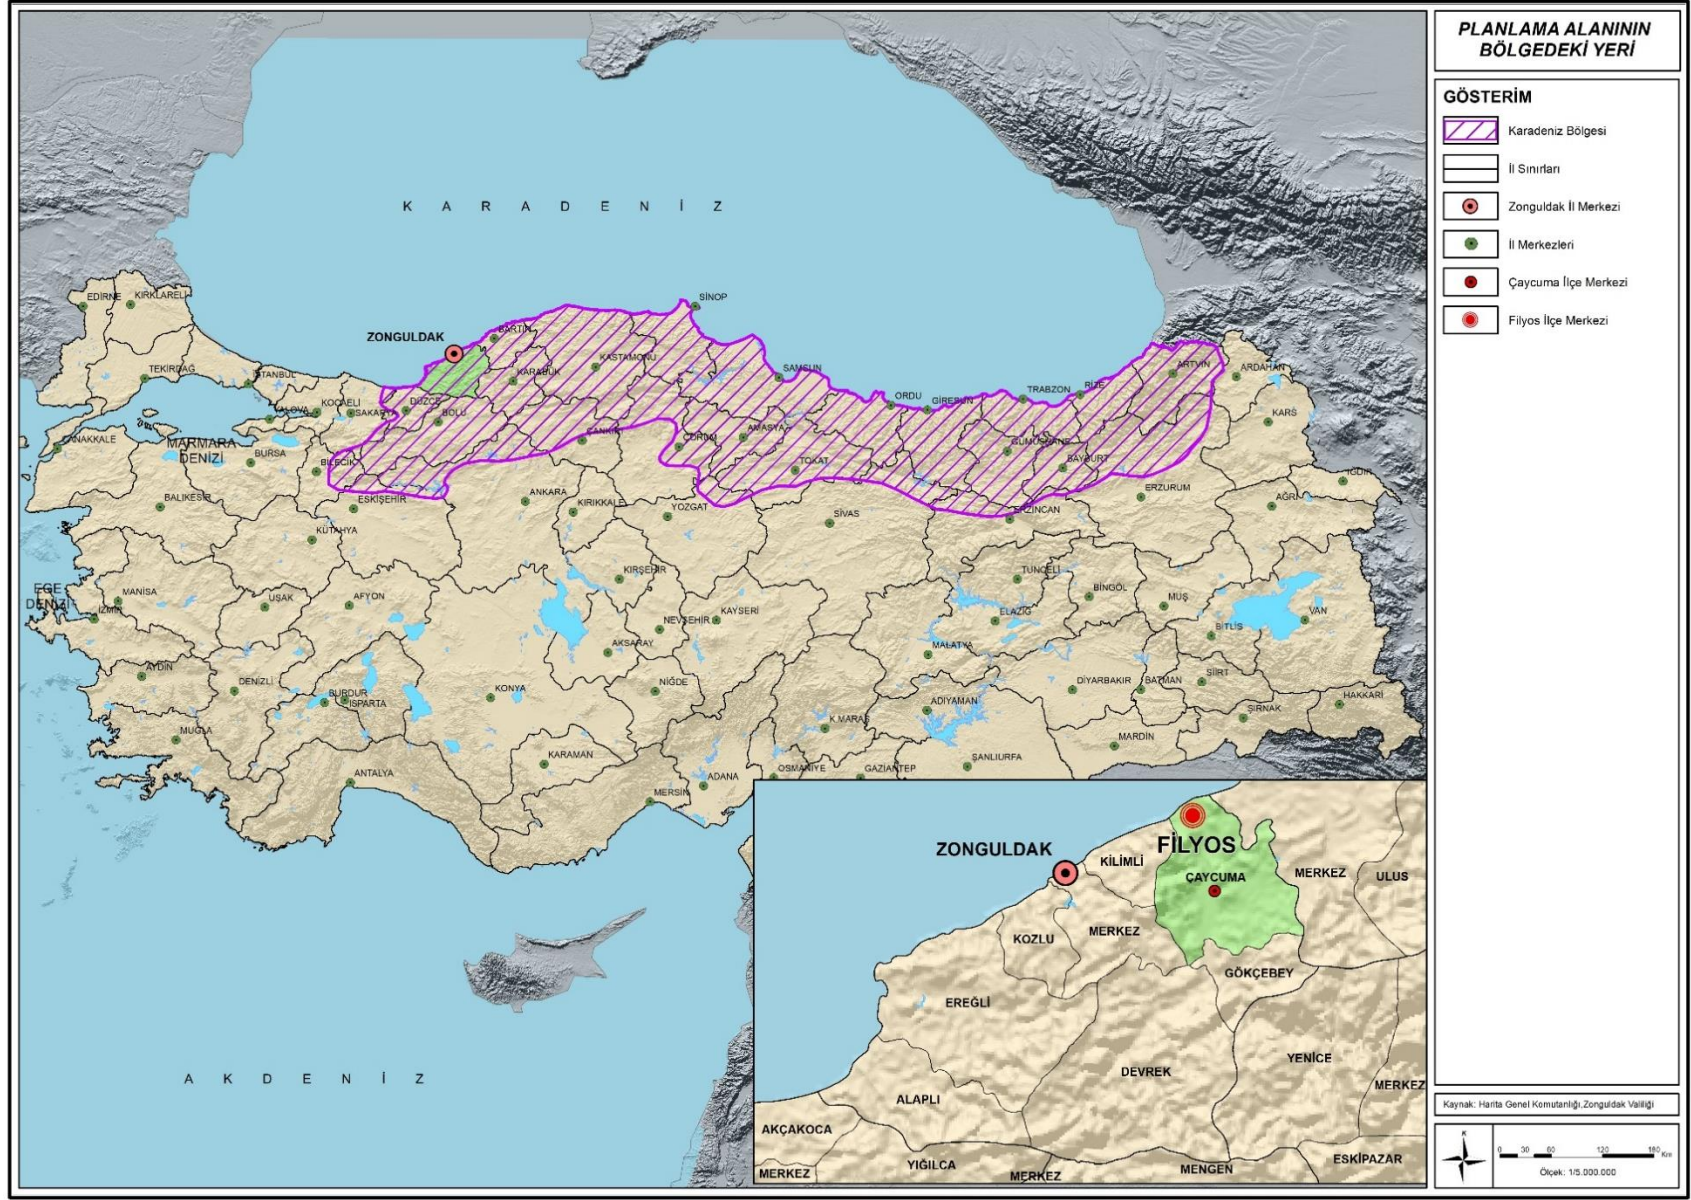 PLANLAMA ALANININ
BÖLGEDEKİ YERİ
GÖSTERİM
Karadeniz Bölgesi
İl Sınırları
Zonguldak İl Merkezi
İl Merkezleri
Çaycuma İlçe Merkezi
Filyos İlçe Merkezi
KARADENİZ
EDİRNE
KIRKLARELİ
SİNOP
ZONGULDAK
BARTIN
KASTAMONU
KARABÜK
TEKİRDAĞ
İSTANBUL
SAMSUN
ARTVİN
ARDAHAN
KOCAELİ
YALOVA
SAKARYA
DÜZCE
BOLU
ORDU
GİRESUN
TRABZON
RİZE
KARS
ÇANAKKALE
MARMARA
DENİZİ
BURSA
BİLECİK
ÇANKIRI
ÇORUM
AMASYA
TOKAT
GÜMÜŞHANE
BAYBURT
IĞDIR
BALIKESİR
ESKİŞEHİR
ANKARA
KIRIKKALE
YOZGAT
SİVAS
ERZİNCAN
ERZURUM
AĞRI
KÜTAHYA
KIRŞEHİR
TUNCELİ
BİNGÖL
MUŞ
EGE
DENİZİ
MANİSA
İZMİR
UŞAK
AFYON
NEVŞEHİR
KAYSERİ
ELAZIĞ
VAN
BİTLİS
AKSARAY
MALATYA
AYDIN
DENİZLİ
BURDUR
ISPARTA
KONYA
NİĞDE
DİYARBAKIR
BATMAN
SİİRT
HAKKARİ
ŞIRNAK
ADIYAMAN
K.MARAŞ
MUĞLA
MARDİN
KARAMAN
ANTALYA
MERSİN
ADANA
OSMANİYE
GAZİANTEP
ŞANLIURFA
AKDENİZ
ZONGULDAK
KİLİMLİ
FİLYOS
ÇAYCUMA
MERKEZ
ULUS
KOZLU
MERKEZ
GÖKÇEBEY
EREĞLİ
DEVREK
YENİCE
MERKEZ
ALAPLI
AKÇAKOCA
MERKEZ
YIĞILCA
MERKEZ
MENGEN
ESKİPAZAR
Kaynak: Harita Genel Komutanlığı,Zonguldak Valiliği
K
0 30 60 120 180 Km
Ölçek: 1/5.000.000